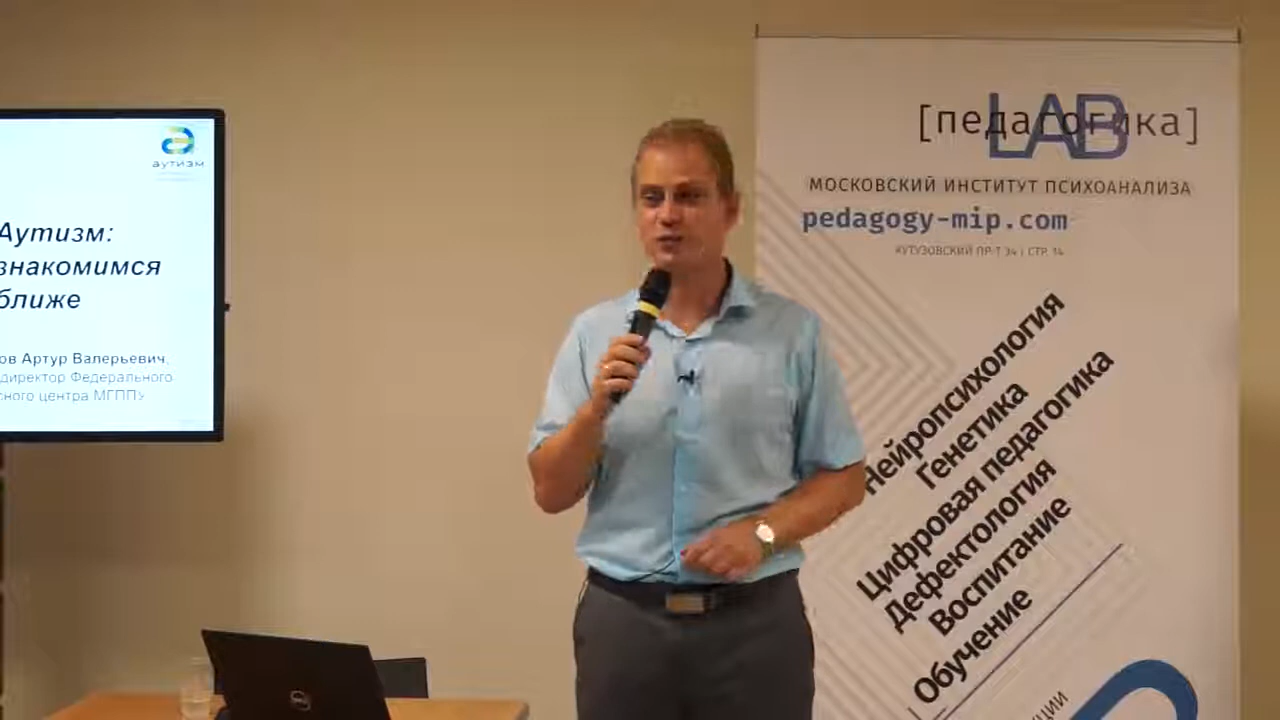 аутизм
Аутизм:
знакомимся
ближе
ов Артур Валерьевич,
директор Федерального
сного центра МГППУ
[педагогика]
LAB
МОСКОВСКИЙ ИНСТИТУТ ПСИХОАНАЛИЗА
pedagogy-mip.com
КУТУЗОВСКИЙ ПР-Т 34 | СТР. 14
Нейропсихология
Генетика
Цифровая педагогика
Дефектология
Воспитание
Обучение
DELL